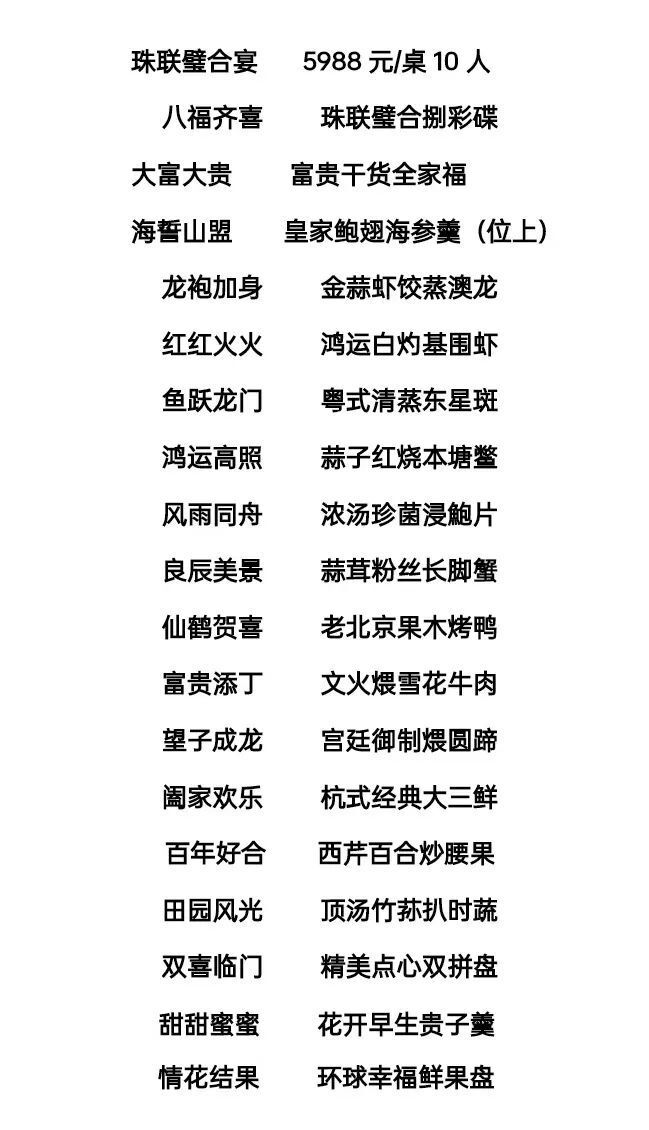 珠联璧合宴 5988 元/桌 10 人
八福齐喜 珠联璧合捌彩碟
大富大贵 富贵干货全家福
海誓山盟 皇家鲍翅海参羹（位上）
龙袍加身 金蒜虾饺蒸澳龙
红红火火 鸿运白灼基围虾
鱼跃龙门 粤式清蒸东星斑
鸿运高照 蒜子红烧本塘鳖
风雨同舟 浓汤珍菌浸鮑片
良辰美景 蒜茸粉丝长脚蟹
仙鹤贺喜 老北京果木烤鸭
富贵添丁 文火煨雪花牛肉
望子成龙 宫廷御制煨圆蹄
阖家欢乐 杭式经典大三鲜
百年好合 西芹百合炒腰果
田园风光 顶汤竹荪扒时蔬
双喜临门 精美点心双拼盘
甜甜蜜蜜 花开早生贵子羹
情花结果 环球幸福鲜果盘